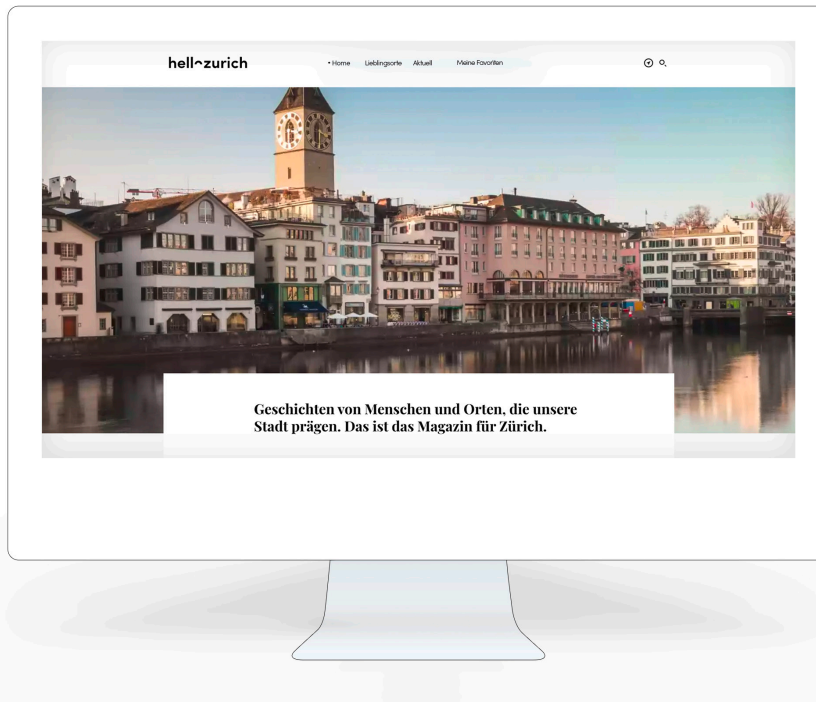 hell^zurich
• Home Lieblingsorte Aktuell Meine Favoriten
Geschichten von Menschen und Orten, die unsere
Stadt prägen. Das ist das Magazin für Zürich.